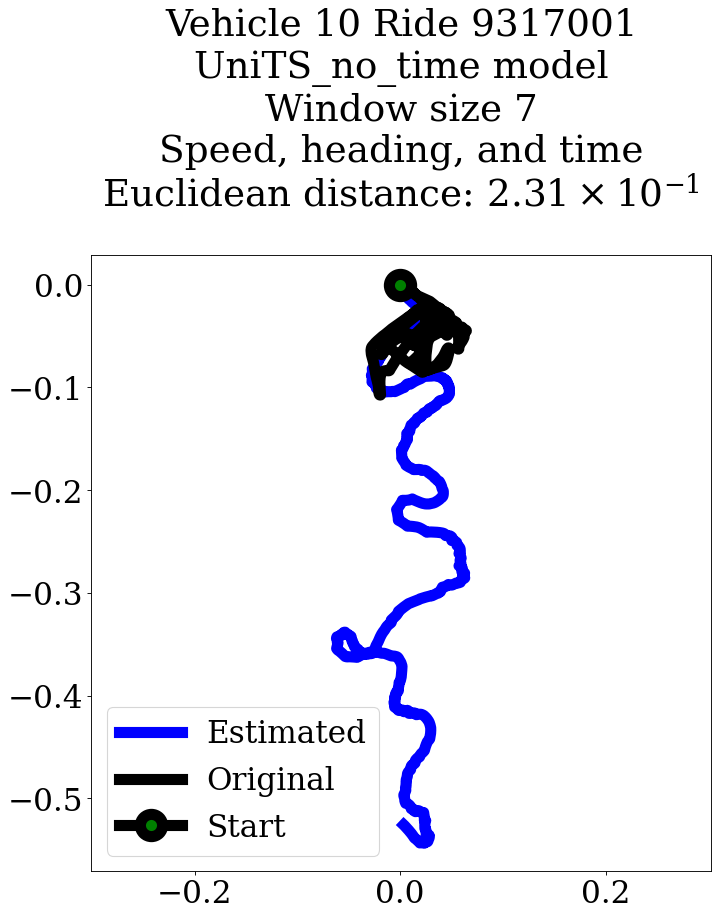 Vehicle 10 Ride 9317001
UniTS_no_time model
Window size 7
Speed, heading, and time
Euclidean distance: $2.31 \times 10^{-1}$
0.0
−0.1
−0.2
−0.3
−0.4
−0.5
Estimated
Original
Start
−0.2 0.0 0.2